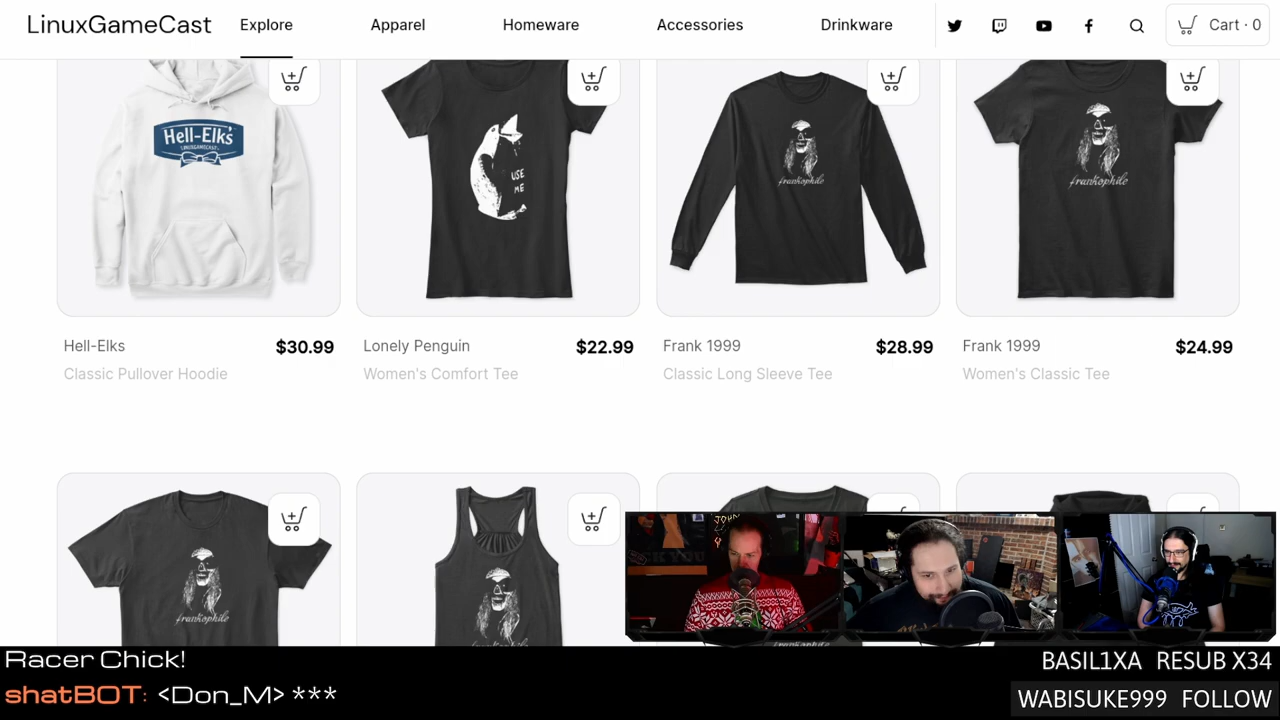 LinuxGameCast Explore Apparel Homeware Accessories Drinkware Cart · 0
Hell-Elks
LINUXGAMECAST
USE
ME
frankophile
frankophile
Hell-Elks $30.99 Lonely Penguin $22.99 Frank 1999 $28.99 Frank 1999 $24.99
Classic Pullover Hoodie Women's Comfort Tee Classic Long Sleeve Tee Women's Classic Tee
frankophile
Racer Chick!
shatBOT: <Don_M> ***
BASIL1XA RESUB X34
WABISUKE999 FOLLOW